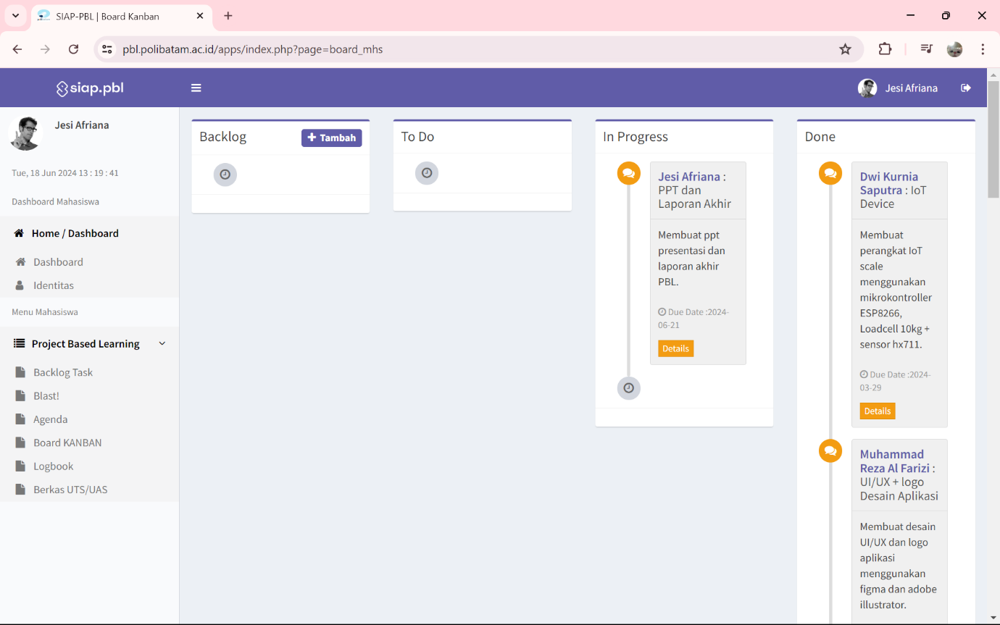 SIAP-PBL | Board Kanban
pbl.polibatam.ac.id/apps/index.php?page=board_mhs
siap.pbl
Jesi Afriana
Jesi Afriana
Tue, 18 Jun 2024 13 : 19 : 41
Dashboard Mahasiswa
Home / Dashboard
Dashboard
Identitas
Menu Mahasiswa
Project Based Learning
Backlog Task
Blast!
Agenda
Board KANBAN
Logbook
Berkas UTS/UAS
Backlog
Tambah
To Do
In Progress
Jesi Afriana :
PPT dan
Laporan Akhir
Membuat ppt
presentasi dan
laporan akhir
PBL.
Due Date :2024-
06-21
Details
Done
Dwi Kurnia
Saputra : IoT
Device
Membuat
perangkat IoT
scale
menggunakan
mikrokontroller
ESP8266,
Loadcell 10kg +
sensor hx711.
Due Date :2024-
03-29
Details
Muhammad
Reza Al Farizi :
UI/UX + logo
Desain Aplikasi
Membuat desain
UI/UX dan logo
aplikasi
menggunakan
figma dan adobe
illustrator.